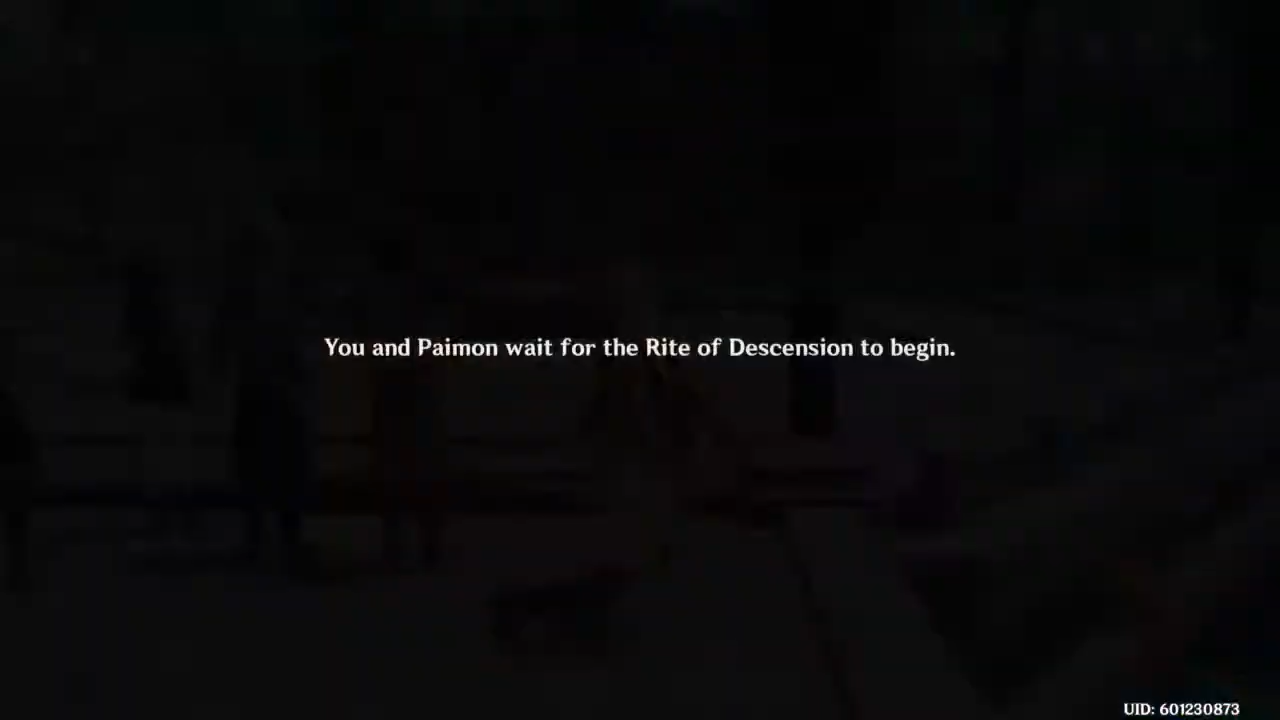 You and Paimon wait for the Rite of Descension to begin.
UID: 601230873